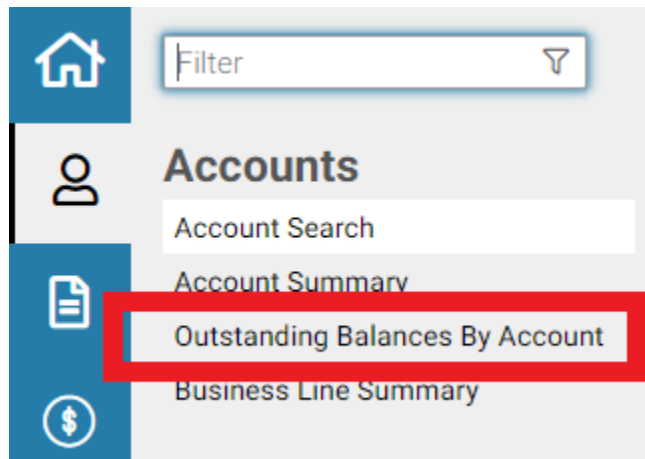 Filter
Accounts
Account Search
Account Summary
Outstanding Balances By Account
Business Line Summary
$